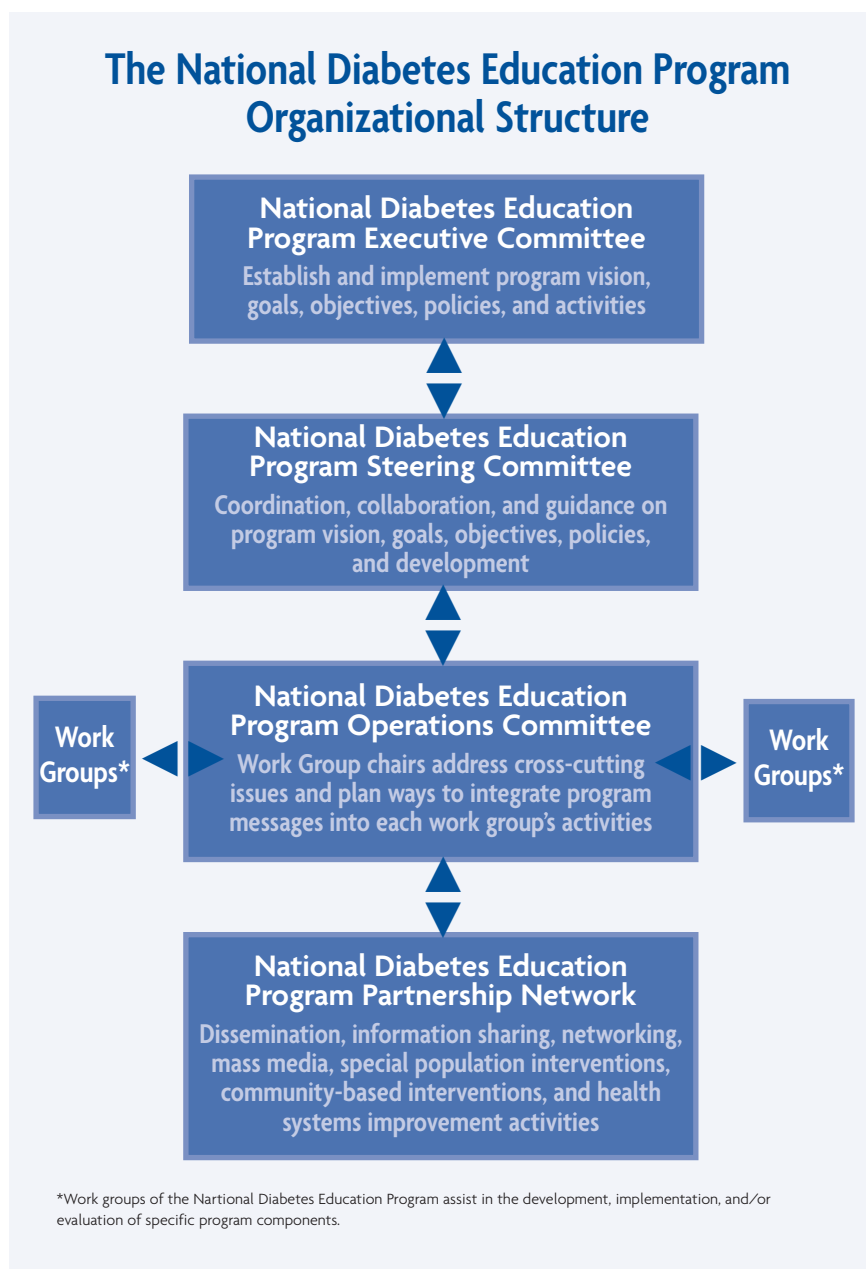 The National Diabetes Education Program
Organizational Structure
National Diabetes Education
Program Executive Committee
Establish and implement program vision,
goals, objectives, policies, and activities
National Diabetes Education
Program Steering Committee
Coordination, collaboration, and guidance on
program vision, goals, objectives, policies,
and development
Work
Groups*
National Diabetes Education
Program Operations Committee
Work Group chairs address cross-cutting
issues and plan ways to integrate program
messages into each work group's activities
Work
Groups*
National Diabetes Education
Program Partnership Network
Dissemination, information sharing, networking,
mass media, special population interventions,
community-based interventions, and health
systems improvement activities
*Work groups of the Nartional Diabetes Education Program assist in the development, implementation, and/or
evaluation of specific program components.